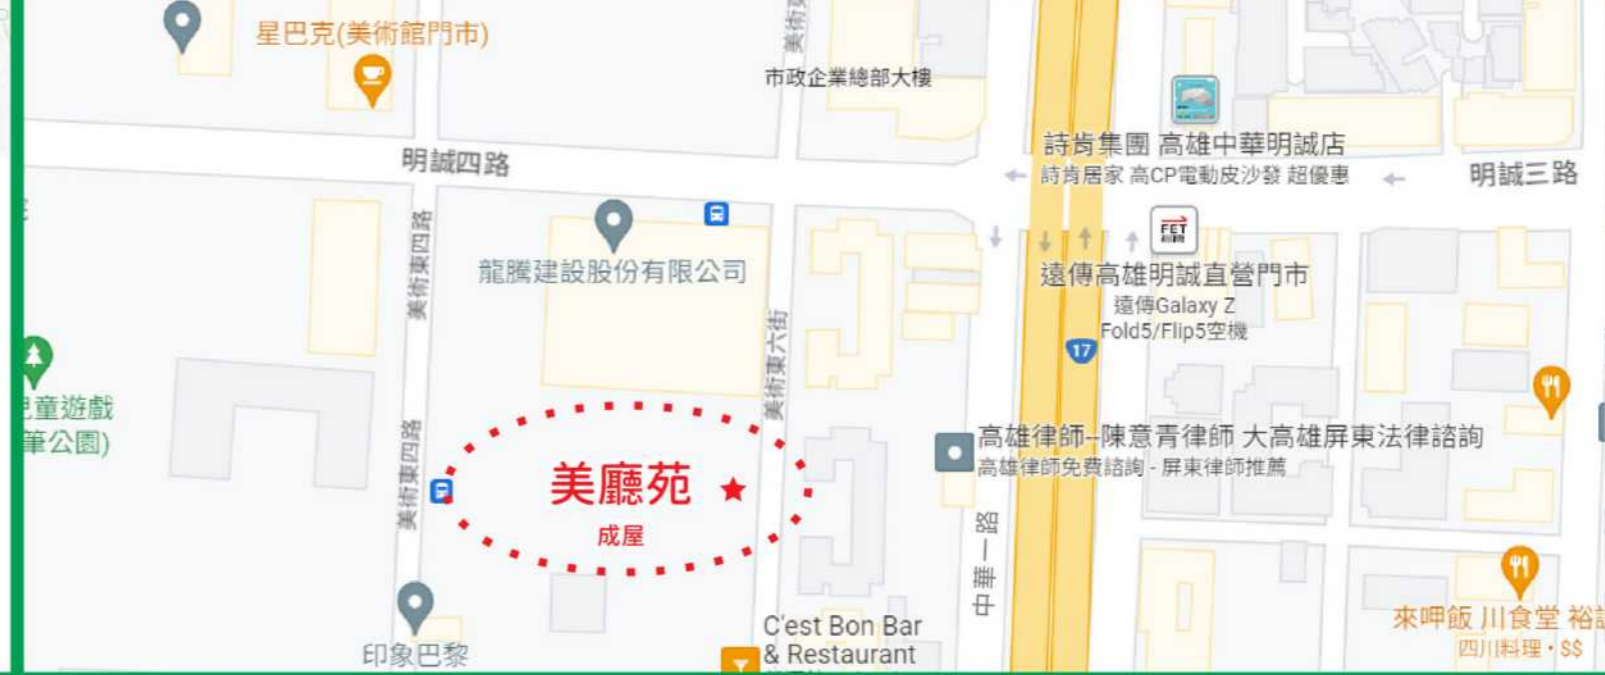 星巴克(美術館門市)
市政企業總部大樓
詩肯集團 高雄中華明誠店
詩肯居家 高CP電動皮沙發 超優惠
明誠四路
明誠三路
美術東四路
龍騰建設股份有限公司
FET
遠傳高雄明誠直營門市
遠傳Galaxy Z
Fold5/Flip5空機
17
美術東六街
兒童遊戲
筆公園)
美術東四路
高雄律師--陳意青律師 大高雄屏東法律諮詢
高雄律師免費諮詢 - 屏東律師推薦
美廳苑
成屋
中華一路
C'est Bon Bar
& Restaurant
印象巴黎
來呷飯 川食堂 裕
四川料理・$$